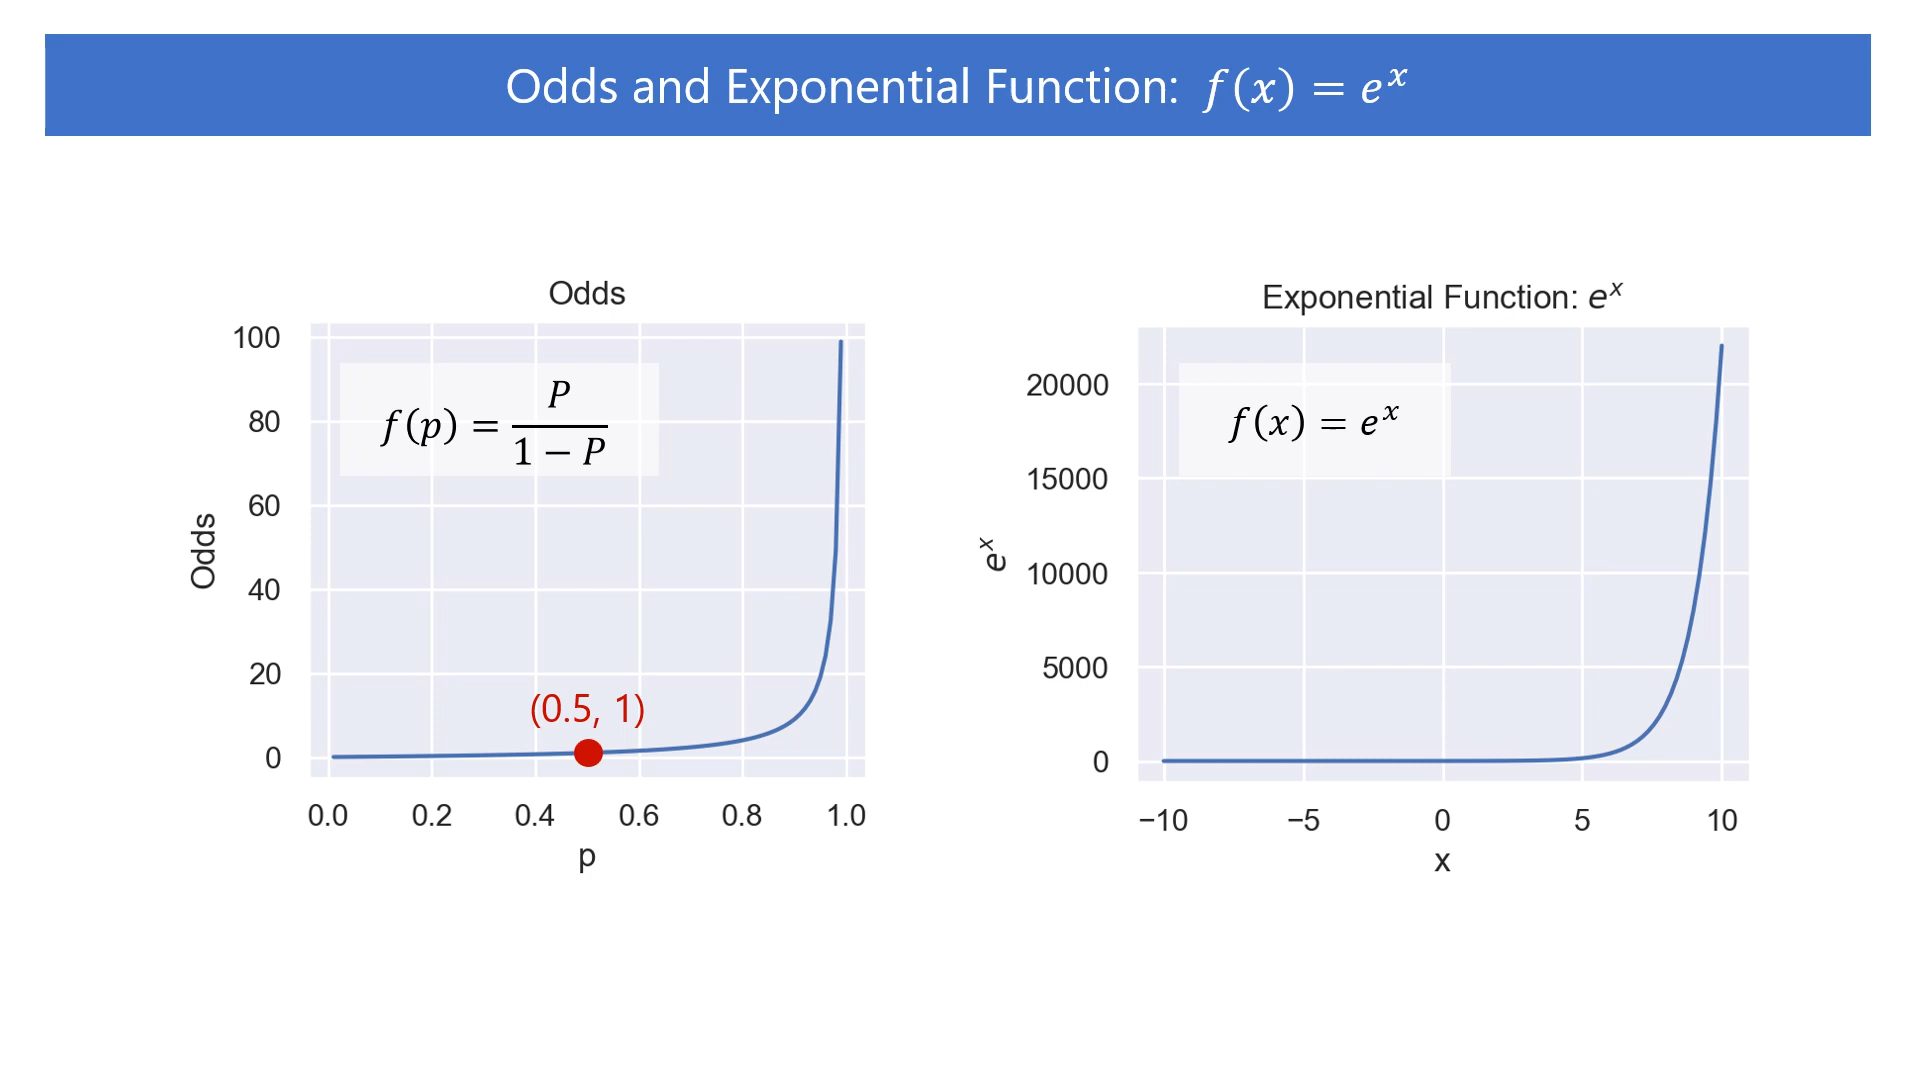 Odds and Exponential Function: f(x) = e^x
Odds
100
80
60
40
20
0
Odds
f(p) = P / (1 − P)
(0.5, 1)
0.0 0.2 0.4 0.6 0.8 1.0
p
Exponential Function: e^x
20000
15000
10000
5000
0
e^x
f(x) = e^x
−10 −5 0 5 10
x